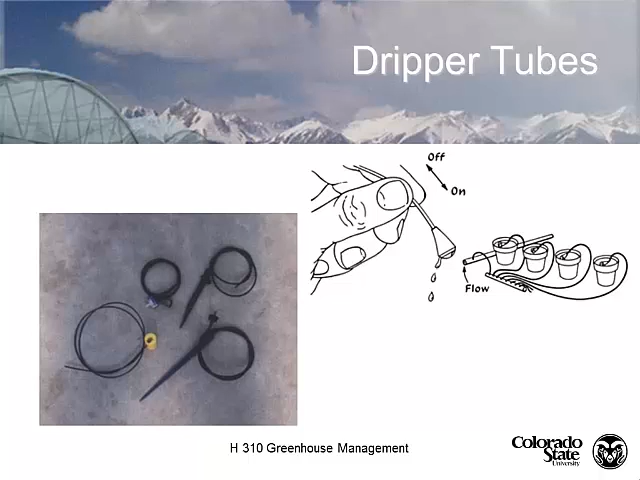 Dripper Tubes
Off
On
Flow
H 310 Greenhouse Management
Colorado
State
University